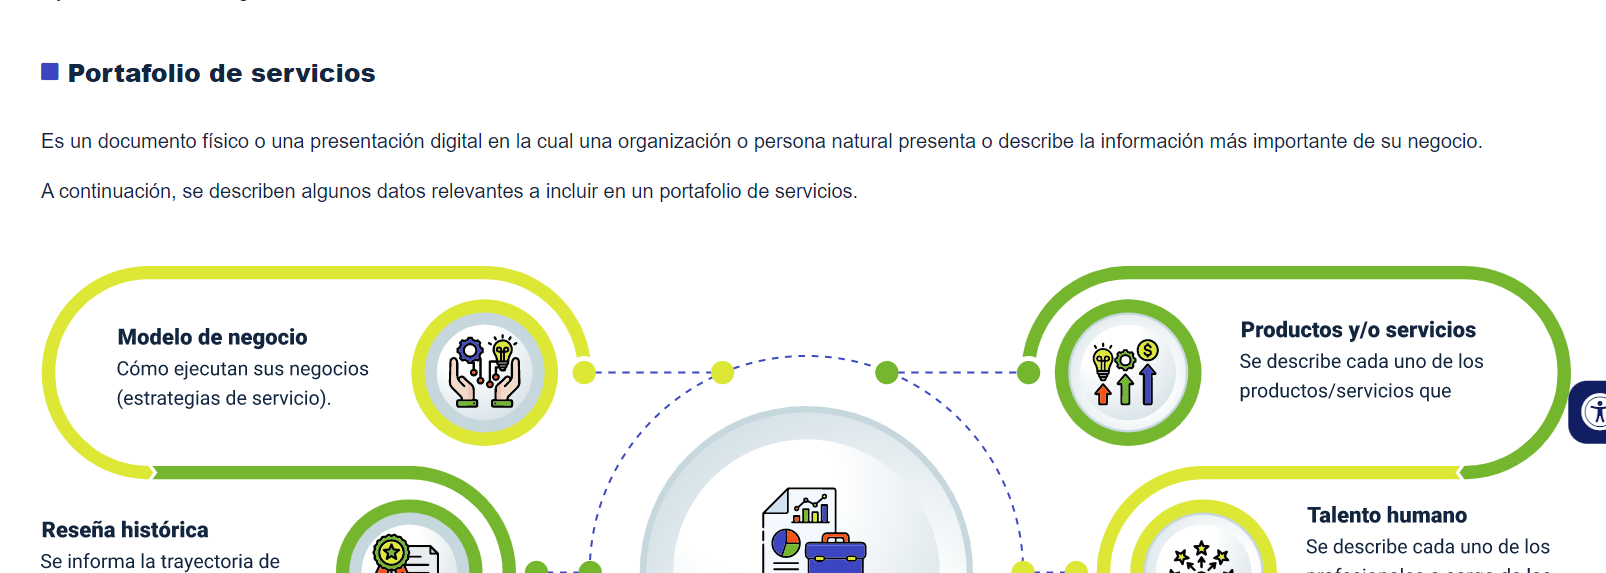 Portafolio de servicios
Es un documento físico o una presentación digital en la cual una organización o persona natural presenta o describe la información más importante de su negocio.
A continuación, se describen algunos datos relevantes a incluir en un portafolio de servicios.
Modelo de negocio
Cómo ejecutan sus negocios
(estrategias de servicio).
Productos y/o servicios
Se describe cada uno de los
productos/servicios que
Reseña histórica
Se informa la trayectoria de
Talento humano
Se describe cada uno de los